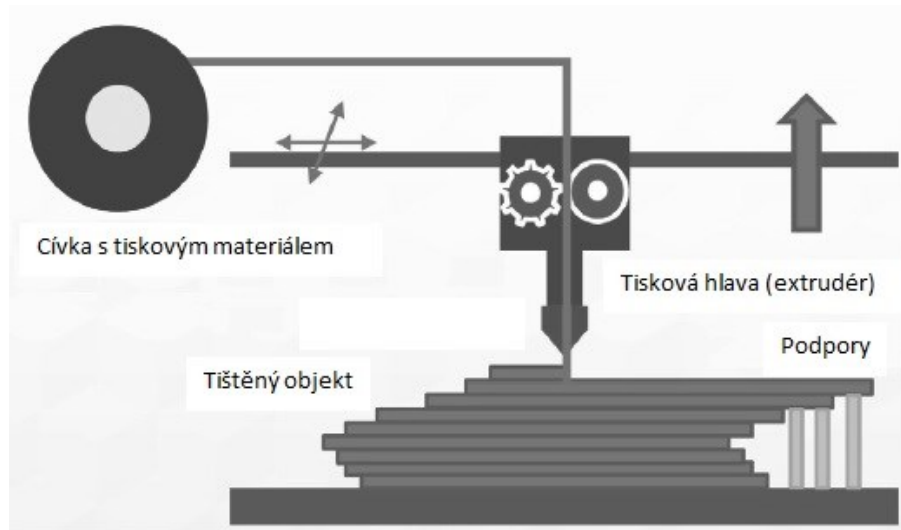 Cívka s tiskovým materiálem
Tisková hlava (extrudér)
Podpory
Tištěný objekt